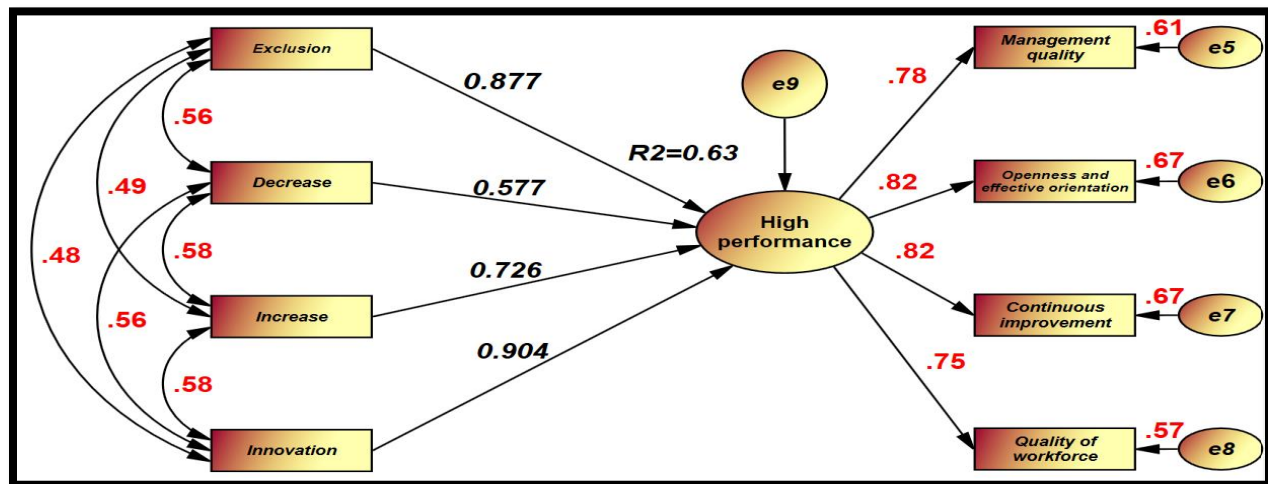 Exclusion
Decrease
Increase
Innovation
.56
.49
.58
.48
.56
.58
0.877
0.577
0.726
0.904
R2=0.63
e9
High
performance
.78
.82
.82
.75
Management
quality
.61
e5
Openness and
effective orientation
.67
e6
Continuous
improvement
.67
e7
Quality of
workforce
.57
e8